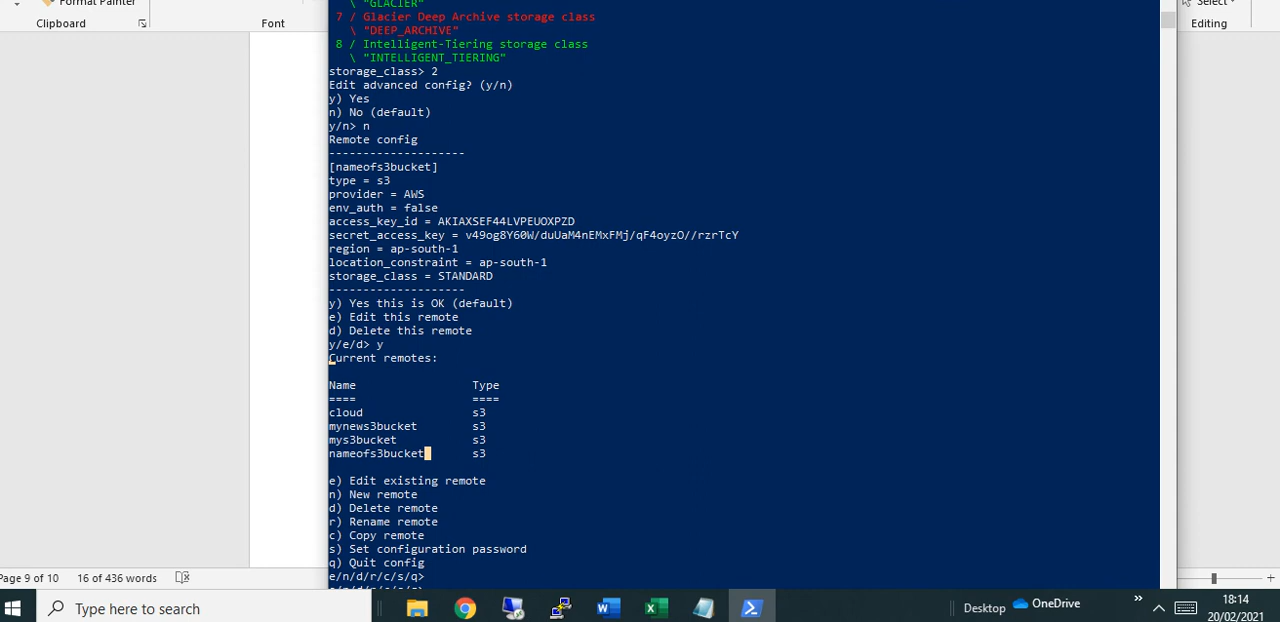 Format Painter
Clipboard
Font
Select
Editing
\ "GLACIER"
7 / Glacier Deep Archive storage class
\ "DEEP_ARCHIVE"
8 / Intelligent-Tiering storage class
\ "INTELLIGENT_TIERING"
storage_class> 2
Edit advanced config? (y/n)
y) Yes
n) No (default)
y/n> n
Remote config
--------------------
[nameofs3bucket]
type = s3
provider = AWS
env_auth = false
access_key_id = AKIAXSEF44LVPEUOXPZD
secret_access_key = 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
region = ap-south-1
location_constraint = ap-south-1
storage_class = STANDARD
--------------------
y) Yes this is OK (default)
e) Edit this remote
d) Delete this remote
y/e/d> y
Current remotes:
Name Type
==== ====
cloud s3
mynews3bucket s3
mys3bucket s3
nameofs3bucket s3
e) Edit existing remote
n) New remote
d) Delete remote
r) Rename remote
c) Copy remote
s) Set configuration password
q) Quit config
e/n/d/r/c/s/q>
Page 9 of 10 16 of 436 words
Type here to search
Desktop
OneDrive
18:14
20/02/2021